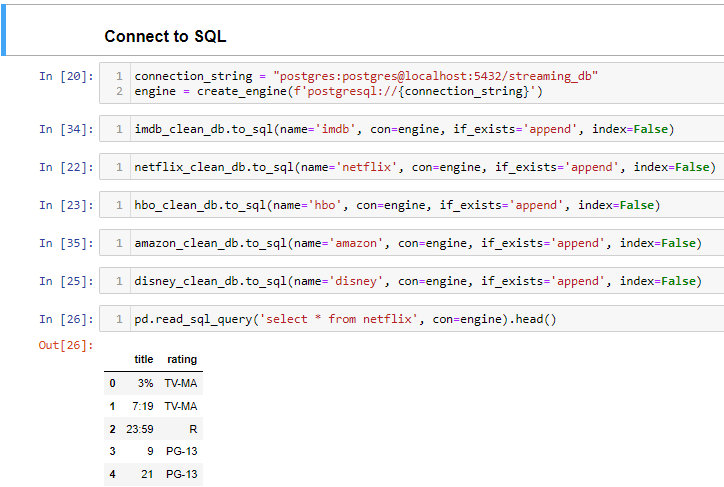 Connect to SQL
In [20]: 1 connection_string = "postgres:postgres@localhost:5432/streaming_db"
2 engine = create_engine(f'postgresql://{connection_string}')
In [34]: 1 imdb_clean_db.to_sql(name='imdb', con=engine, if_exists='append', index=False)
In [22]: 1 netflix_clean_db.to_sql(name='netflix', con=engine, if_exists='append', index=False)
In [23]: 1 hbo_clean_db.to_sql(name='hbo', con=engine, if_exists='append', index=False)
In [35]: 1 amazon_clean_db.to_sql(name='amazon', con=engine, if_exists='append', index=False)
In [25]: 1 disney_clean_db.to_sql(name='disney', con=engine, if_exists='append', index=False)
In [26]: 1 pd.read_sql_query('select * from netflix', con=engine).head()
Out[26]:
title rating
0 3% TV-MA
1 7:19 TV-MA
2 23:59 R
3 9 PG-13
4 21 PG-13